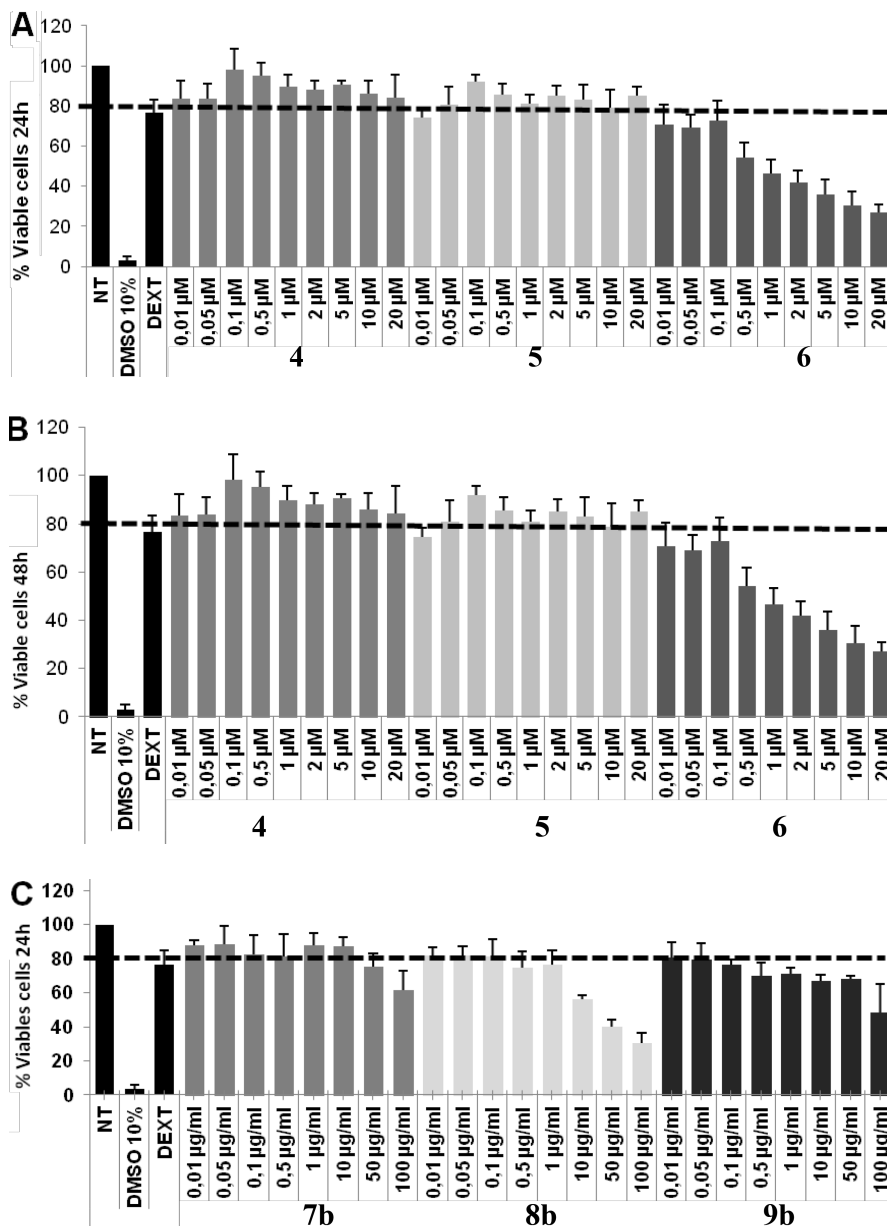 A
% Viable cells 24h
120
100
80
60
40
20
0
NT
DMSO 10%
DEXT
0,01 µM
0,05 µM
0,1 µM
0,5 µM
1 µM
2 µM
5 µM
10 µM
20 µM
0,01 µM
0,05 µM
0,1 µM
0,5 µM
1 µM
2 µM
5 µM
10 µM
20 µM
0,01 µM
0,05 µM
0,1 µM
0,5 µM
1 µM
2 µM
5 µM
10 µM
20 µM
4
5
6
B
% Viable cells 48h
120
100
80
60
40
20
0
NT
DMSO 10%
DEXT
0,01 µM
0,05 µM
0,1 µM
0,5 µM
1 µM
2 µM
5 µM
10 µM
20 µM
0,01 µM
0,05 µM
0,1 µM
0,5 µM
1 µM
2 µM
5 µM
10 µM
20 µM
0,01 µM
0,05 µM
0,1 µM
0,5 µM
1 µM
2 µM
5 µM
10 µM
20 µM
4
5
6
C
% Viables cells 24h
120
100
80
60
40
20
0
NT
DMSO 10%
DEXT
0,01 µg/ml
0,05 µg/ml
0,1 µg/ml
0,5 µg/ml
1 µg/ml
10 µg/ml
50 µg/ml
100 µg/ml
0,01 µg/ml
0,05 µg/ml
0,1 µg/ml
0,5 µg/ml
1 µg/ml
10 µg/ml
50 µg/ml
100 µg/ml
0,01 µg/ml
0,05 µg/ml
0,1 µg/ml
0,5 µg/ml
1 µg/ml
10 µg/ml
50 µg/ml
100 µg/ml
7b
8b
9b